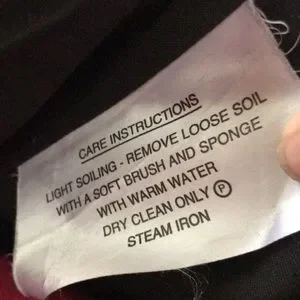 CARE INSTRUCTIONS
LIGHT SOILING - REMOVE LOOSE SOIL
WITH A SOFT BRUSH AND SPONGE
WITH WARM WATER
DRY CLEAN ONLY Ⓟ
STEAM IRON